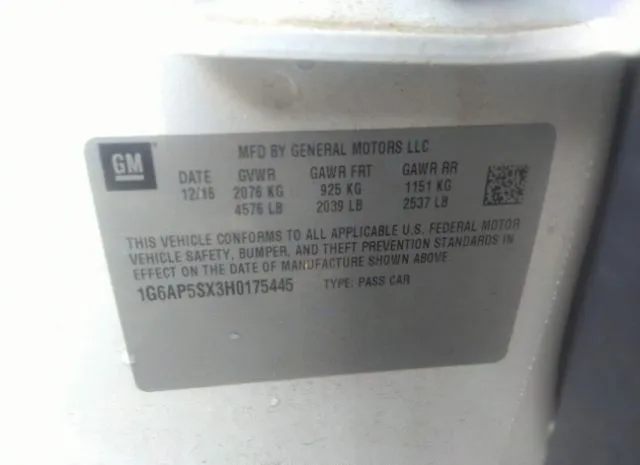 GM
MFD BY GENERAL MOTORS LLC
DATE GVWR GAWR FRT GAWR RR
12/16 2076 KG 925 KG 1151 KG
4576 LB 2039 LB 2537 LB
THIS VEHICLE CONFORMS TO ALL APPLICABLE U.S. FEDERAL MOTOR
VEHICLE SAFETY, BUMPER, AND THEFT PREVENTION STANDARDS IN
EFFECT ON THE DATE OF MANUFACTURE SHOWN ABOVE.
1G6AP5SX3H0175445 TYPE: PASS CAR